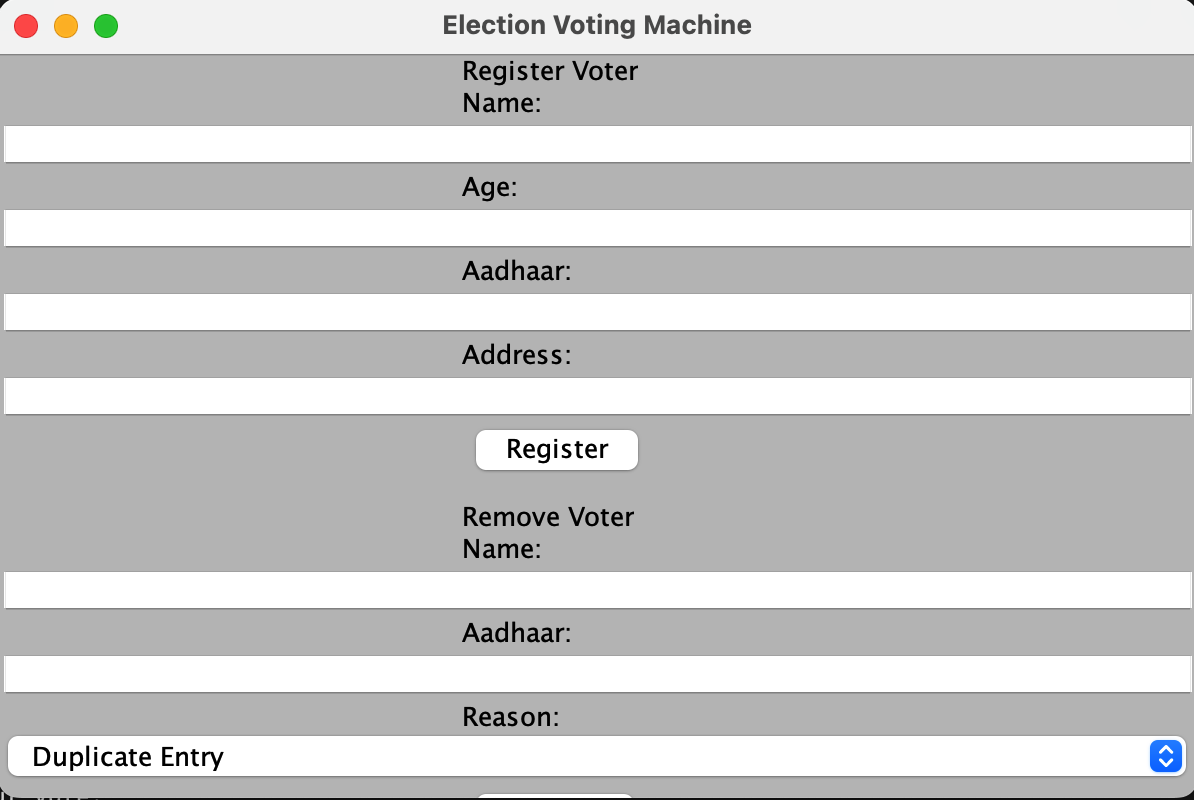 Election Voting Machine
Register Voter
Name:
Age:
Aadhaar:
Address:
Register
Remove Voter
Name:
Aadhaar:
Reason:
Duplicate Entry